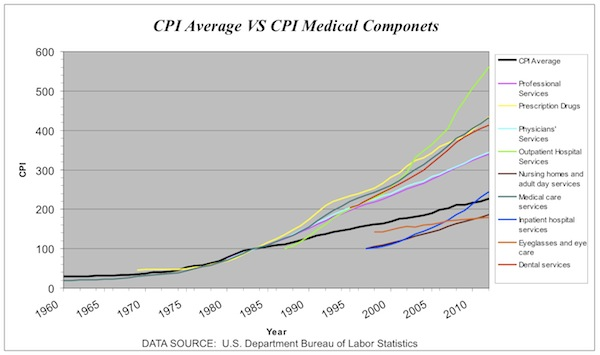 CPI Average VS CPI Medical Componets
600
500
400
300
200
100
0
CPI
1960
1965
1970
1975
1980
1985
1990
1995
2000
2005
2010
Year
CPI Average
Professional
Services
Prescription Drugs
Physicians'
Services
Outpatient Hospital
Services
Nursing homes and
adult day services
Medical care
services
Inpatient hospital
services
Eyeglasses and eye
care
Dental services
DATA SOURCE: U.S. Department Bureau of Labor Statistics